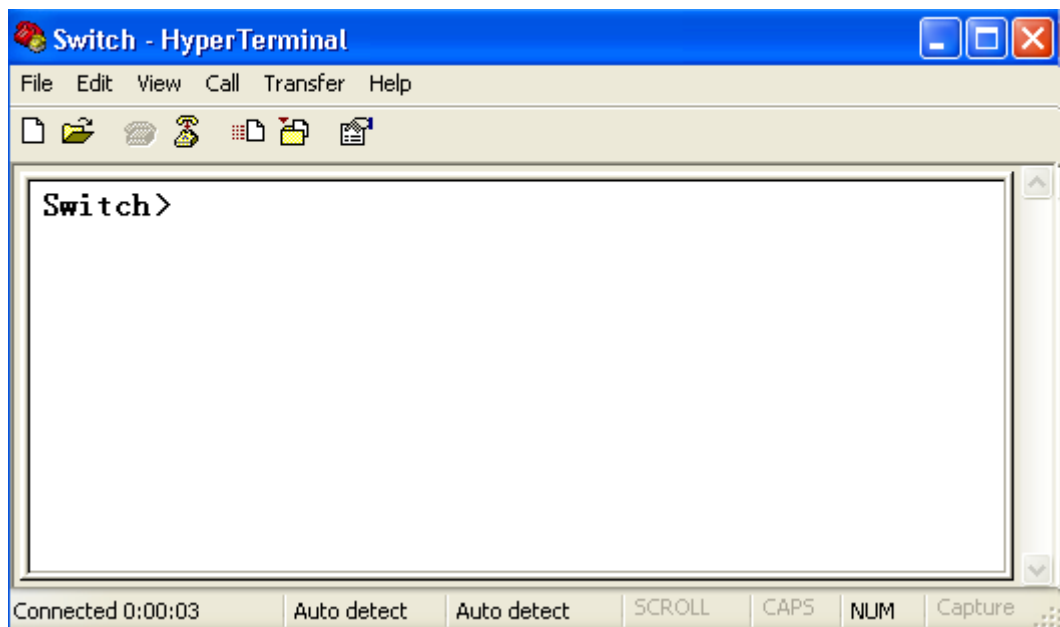 Switch - HyperTerminal
File Edit View Call Transfer Help
Switch>
Connected 0:00:03 Auto detect Auto detect SCROLL CAPS NUM Capture